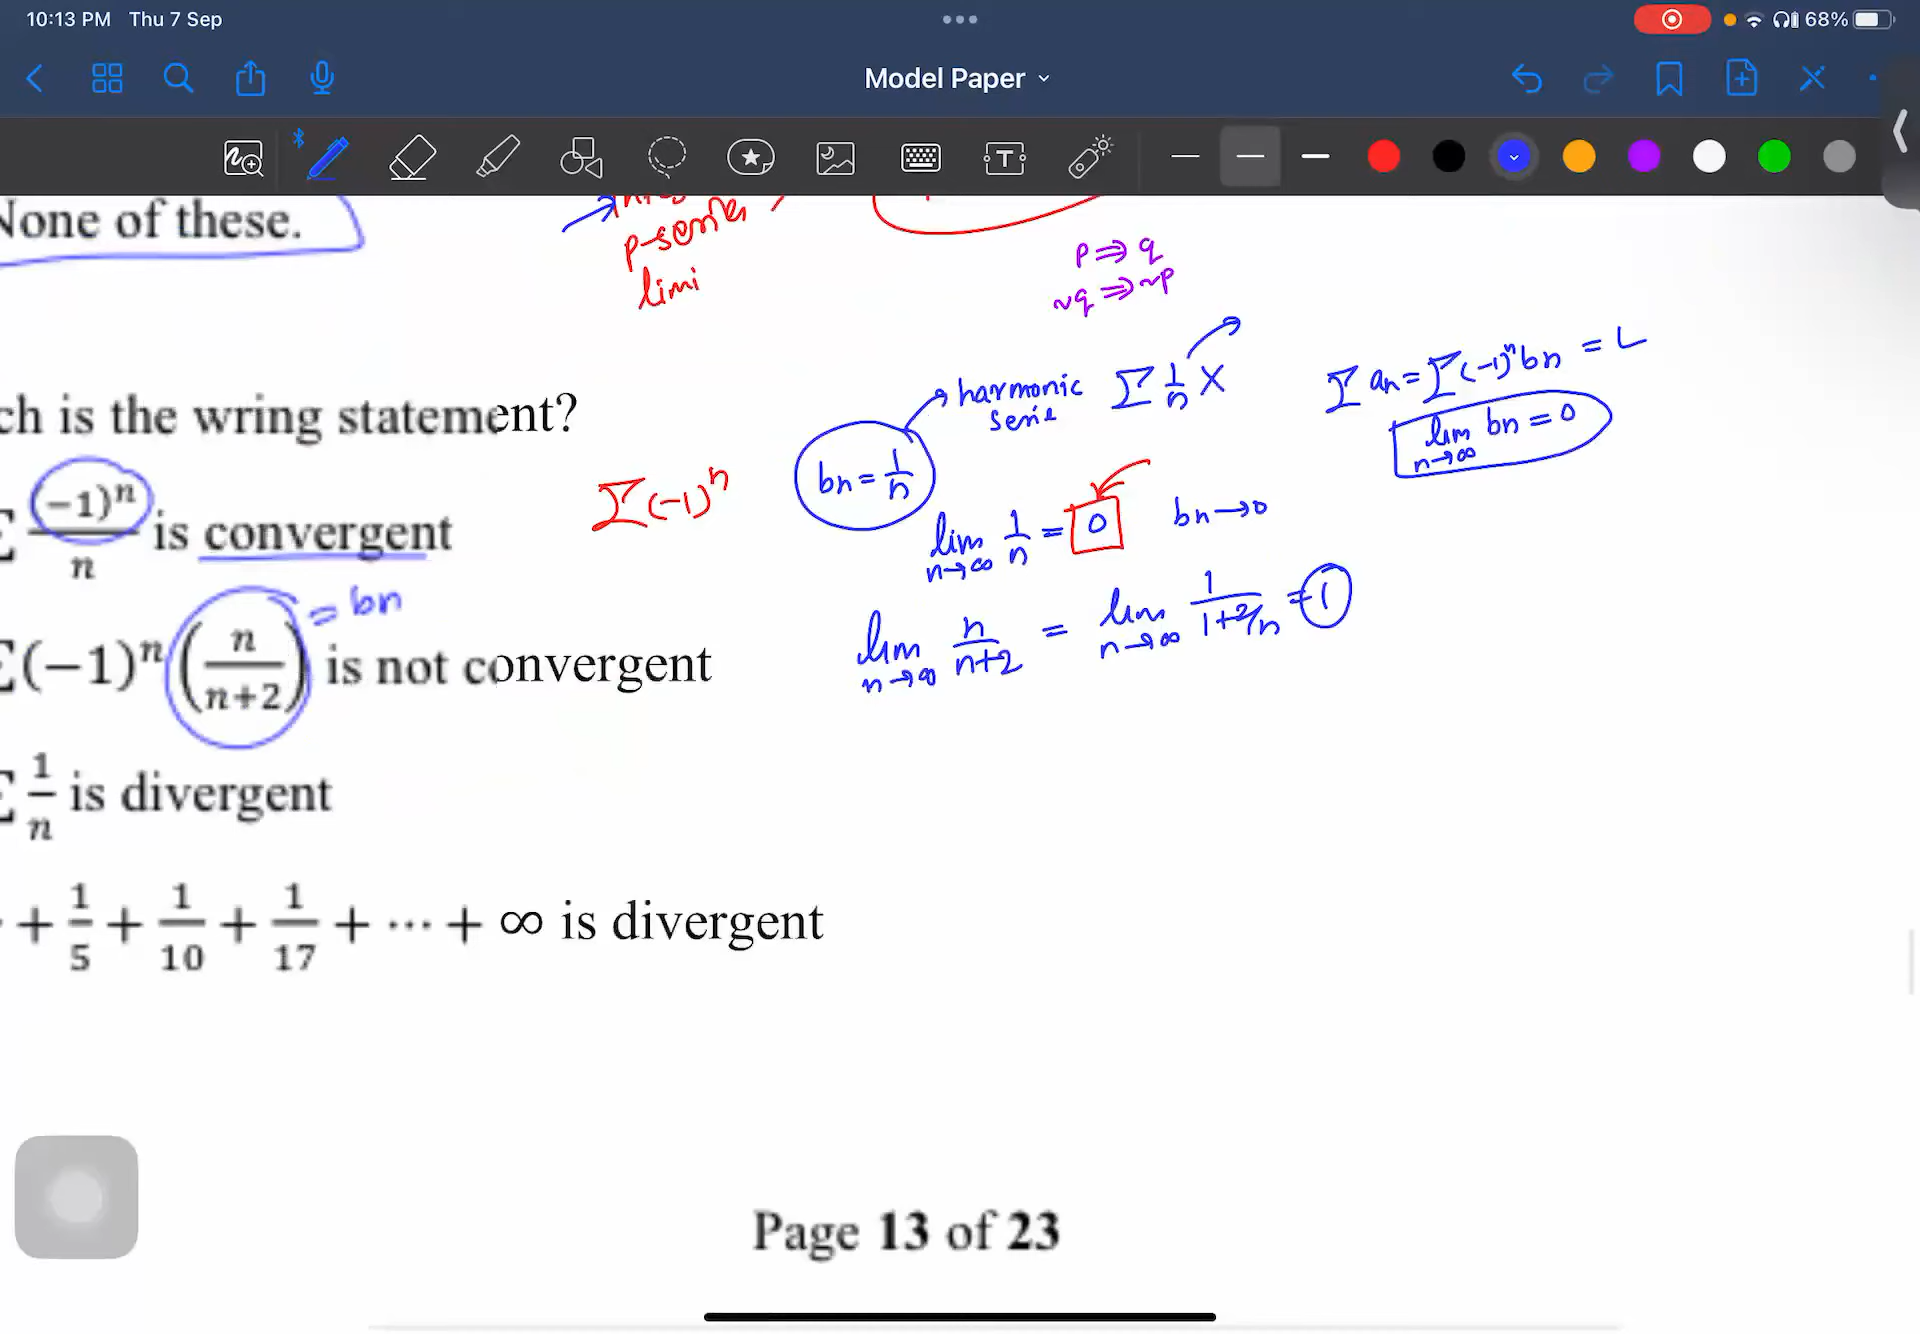 10:13 PM Thu 7 Sep
68%
Model Paper
T
None of these.
p-series
limi
p ⇒ q
~q ⇒ ~p
ch is the wring statement?
Σ (-1)^n/n is convergent
Σ(-1)^n (n/(n+2)) is not convergent
= bn
Σ 1/n is divergent
+ 1/5 + 1/10 + 1/17 + ⋯ + ∞ is divergent
Σ(-1)^n
bn = 1/n
harmonic
serie
Σ 1/n X
Σ an = Σ(-1)^n bn = L
lim n→∞ bn = 0
lim n→∞ 1/n = 0
bn → 0
lim n→∞ n/(n+2) = lim n→∞ 1/(1+2/n) = 1
Page 13 of 23